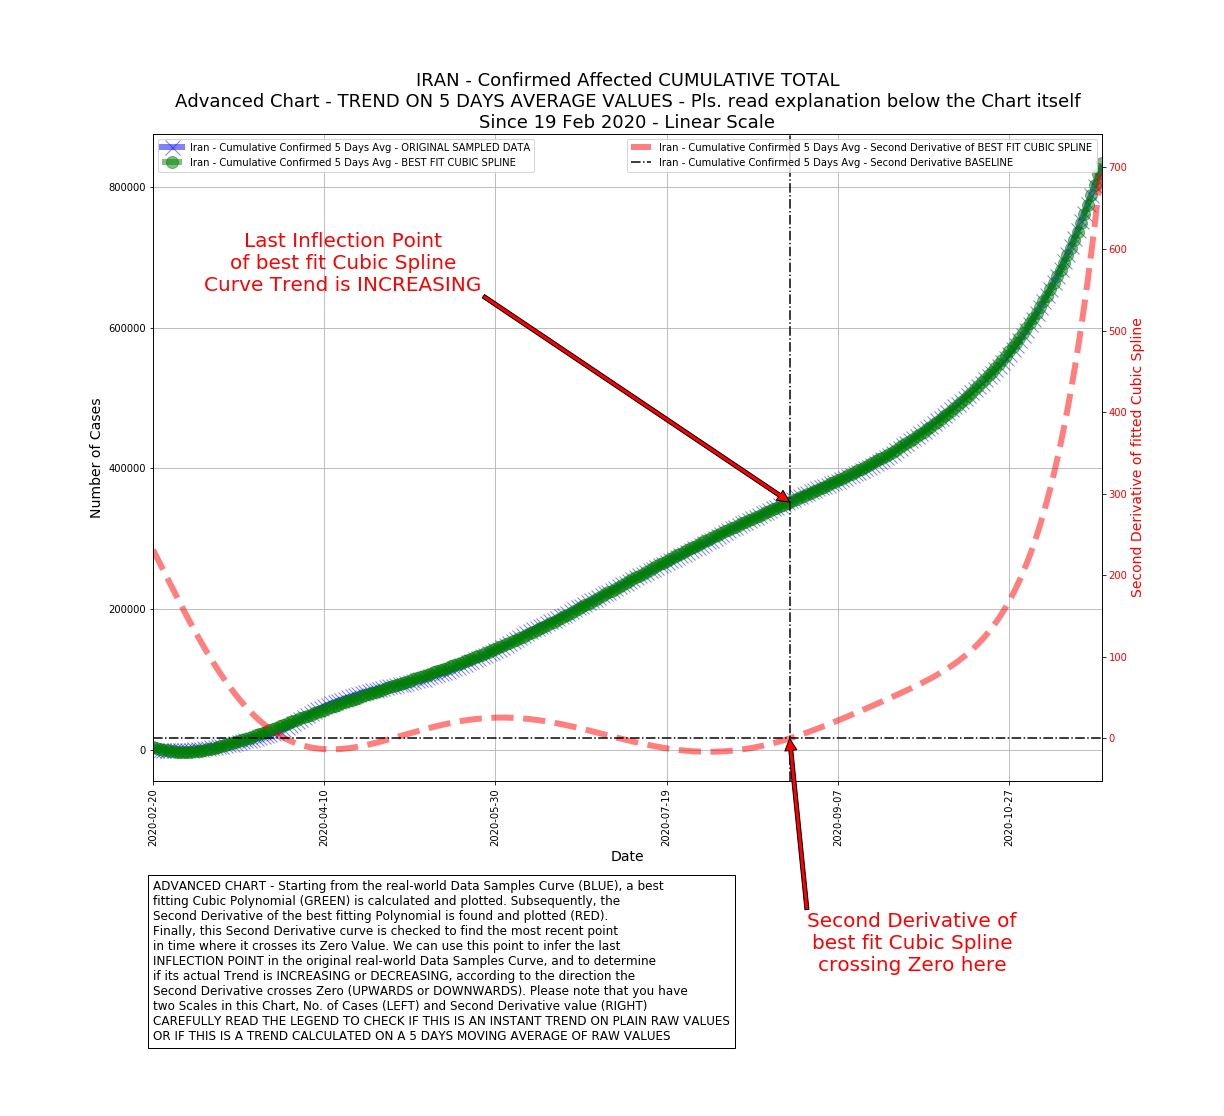 IRAN - Confirmed Affected CUMULATIVE TOTAL
Advanced Chart - TREND ON 5 DAYS AVERAGE VALUES - Pls. read explanation below the Chart itself
Since 19 Feb 2020 - Linear Scale
Iran - Cumulative Confirmed 5 Days Avg - ORIGINAL SAMPLED DATA
Iran - Cumulative Confirmed 5 Days Avg - BEST FIT CUBIC SPLINE
Iran - Cumulative Confirmed 5 Days Avg - Second Derivative of BEST FIT CUBIC SPLINE
Iran - Cumulative Confirmed 5 Days Avg - Second Derivative BASELINE
Last Inflection Point
of best fit Cubic Spline
Curve Trend is INCREASING
Number of Cases
800000
600000
400000
200000
0
700
600
500
400
300
200
100
0
Second Derivative of fitted Cubic Spline
2020-02-20
2020-04-10
2020-05-30
2020-07-19
2020-09-07
2020-10-27
Date
Second Derivative of
best fit Cubic Spline
crossing Zero here
ADVANCED CHART - Starting from the real-world Data Samples Curve (BLUE), a best
fitting Cubic Polynomial (GREEN) is calculated and plotted. Subsequently, the
Second Derivative of the best fitting Polynomial is found and plotted (RED).
Finally, this Second Derivative curve is checked to find the most recent point
in time where it crosses its Zero Value. We can use this point to infer the last
INFLECTION POINT in the original real-world Data Samples Curve, and to determine
if its actual Trend is INCREASING or DECREASING, according to the direction the
Second Derivative crosses Zero (UPWARDS or DOWNWARDS). Please note that you have
two Scales in this Chart, No. of Cases (LEFT) and Second Derivative value (RIGHT)
CAREFULLY READ THE LEGEND TO CHECK IF THIS IS AN INSTANT TREND ON PLAIN RAW VALUES
OR IF THIS IS A TREND CALCULATED ON A 5 DAYS MOVING AVERAGE OF RAW VALUES